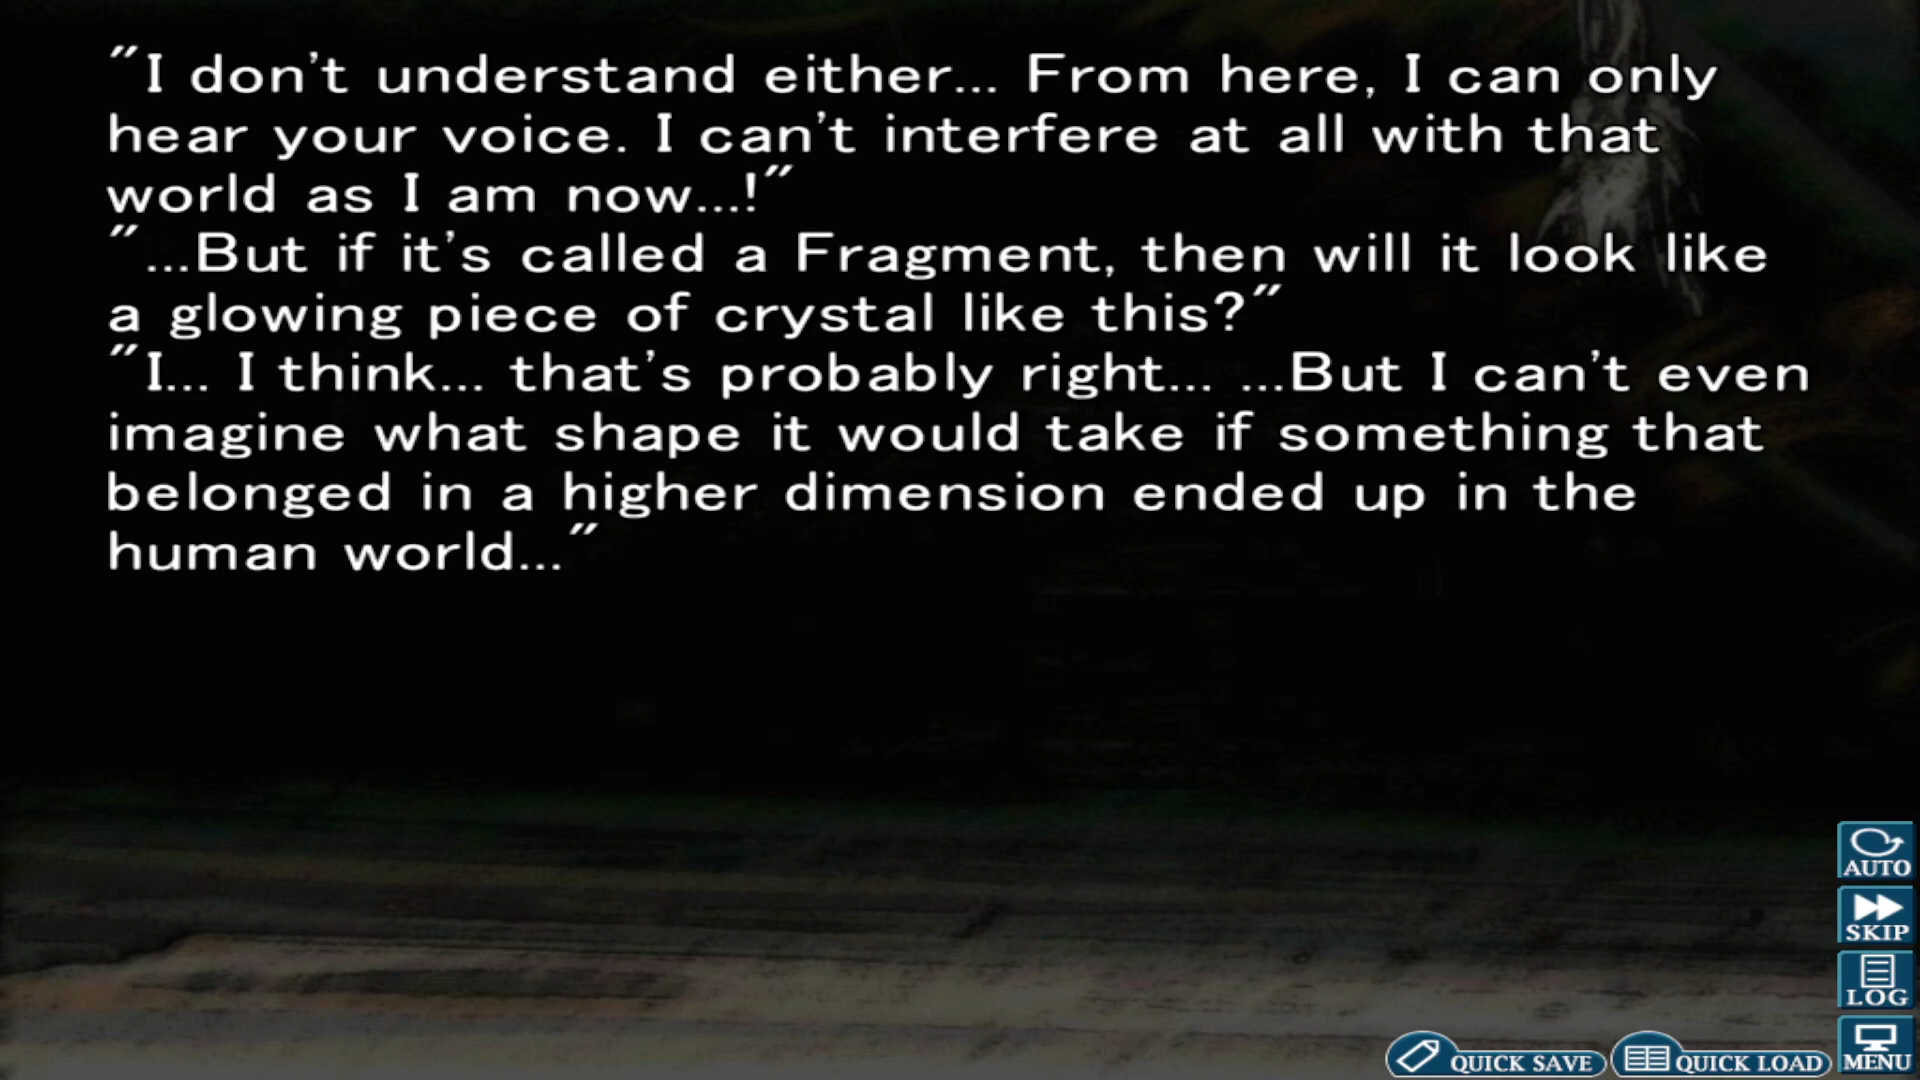 "I don't understand either... From here, I can only
hear your voice. I can't interfere at all with that
world as I am now...!"
"...But if it's called a Fragment, then will it look like
a glowing piece of crystal like this?"
"I... I think... that's probably right... ...But I can't even
imagine what shape it would take if something that
belonged in a higher dimension ended up in the
human world..."
AUTO
SKIP
LOG
MENU
QUICK SAVE
QUICK LOAD